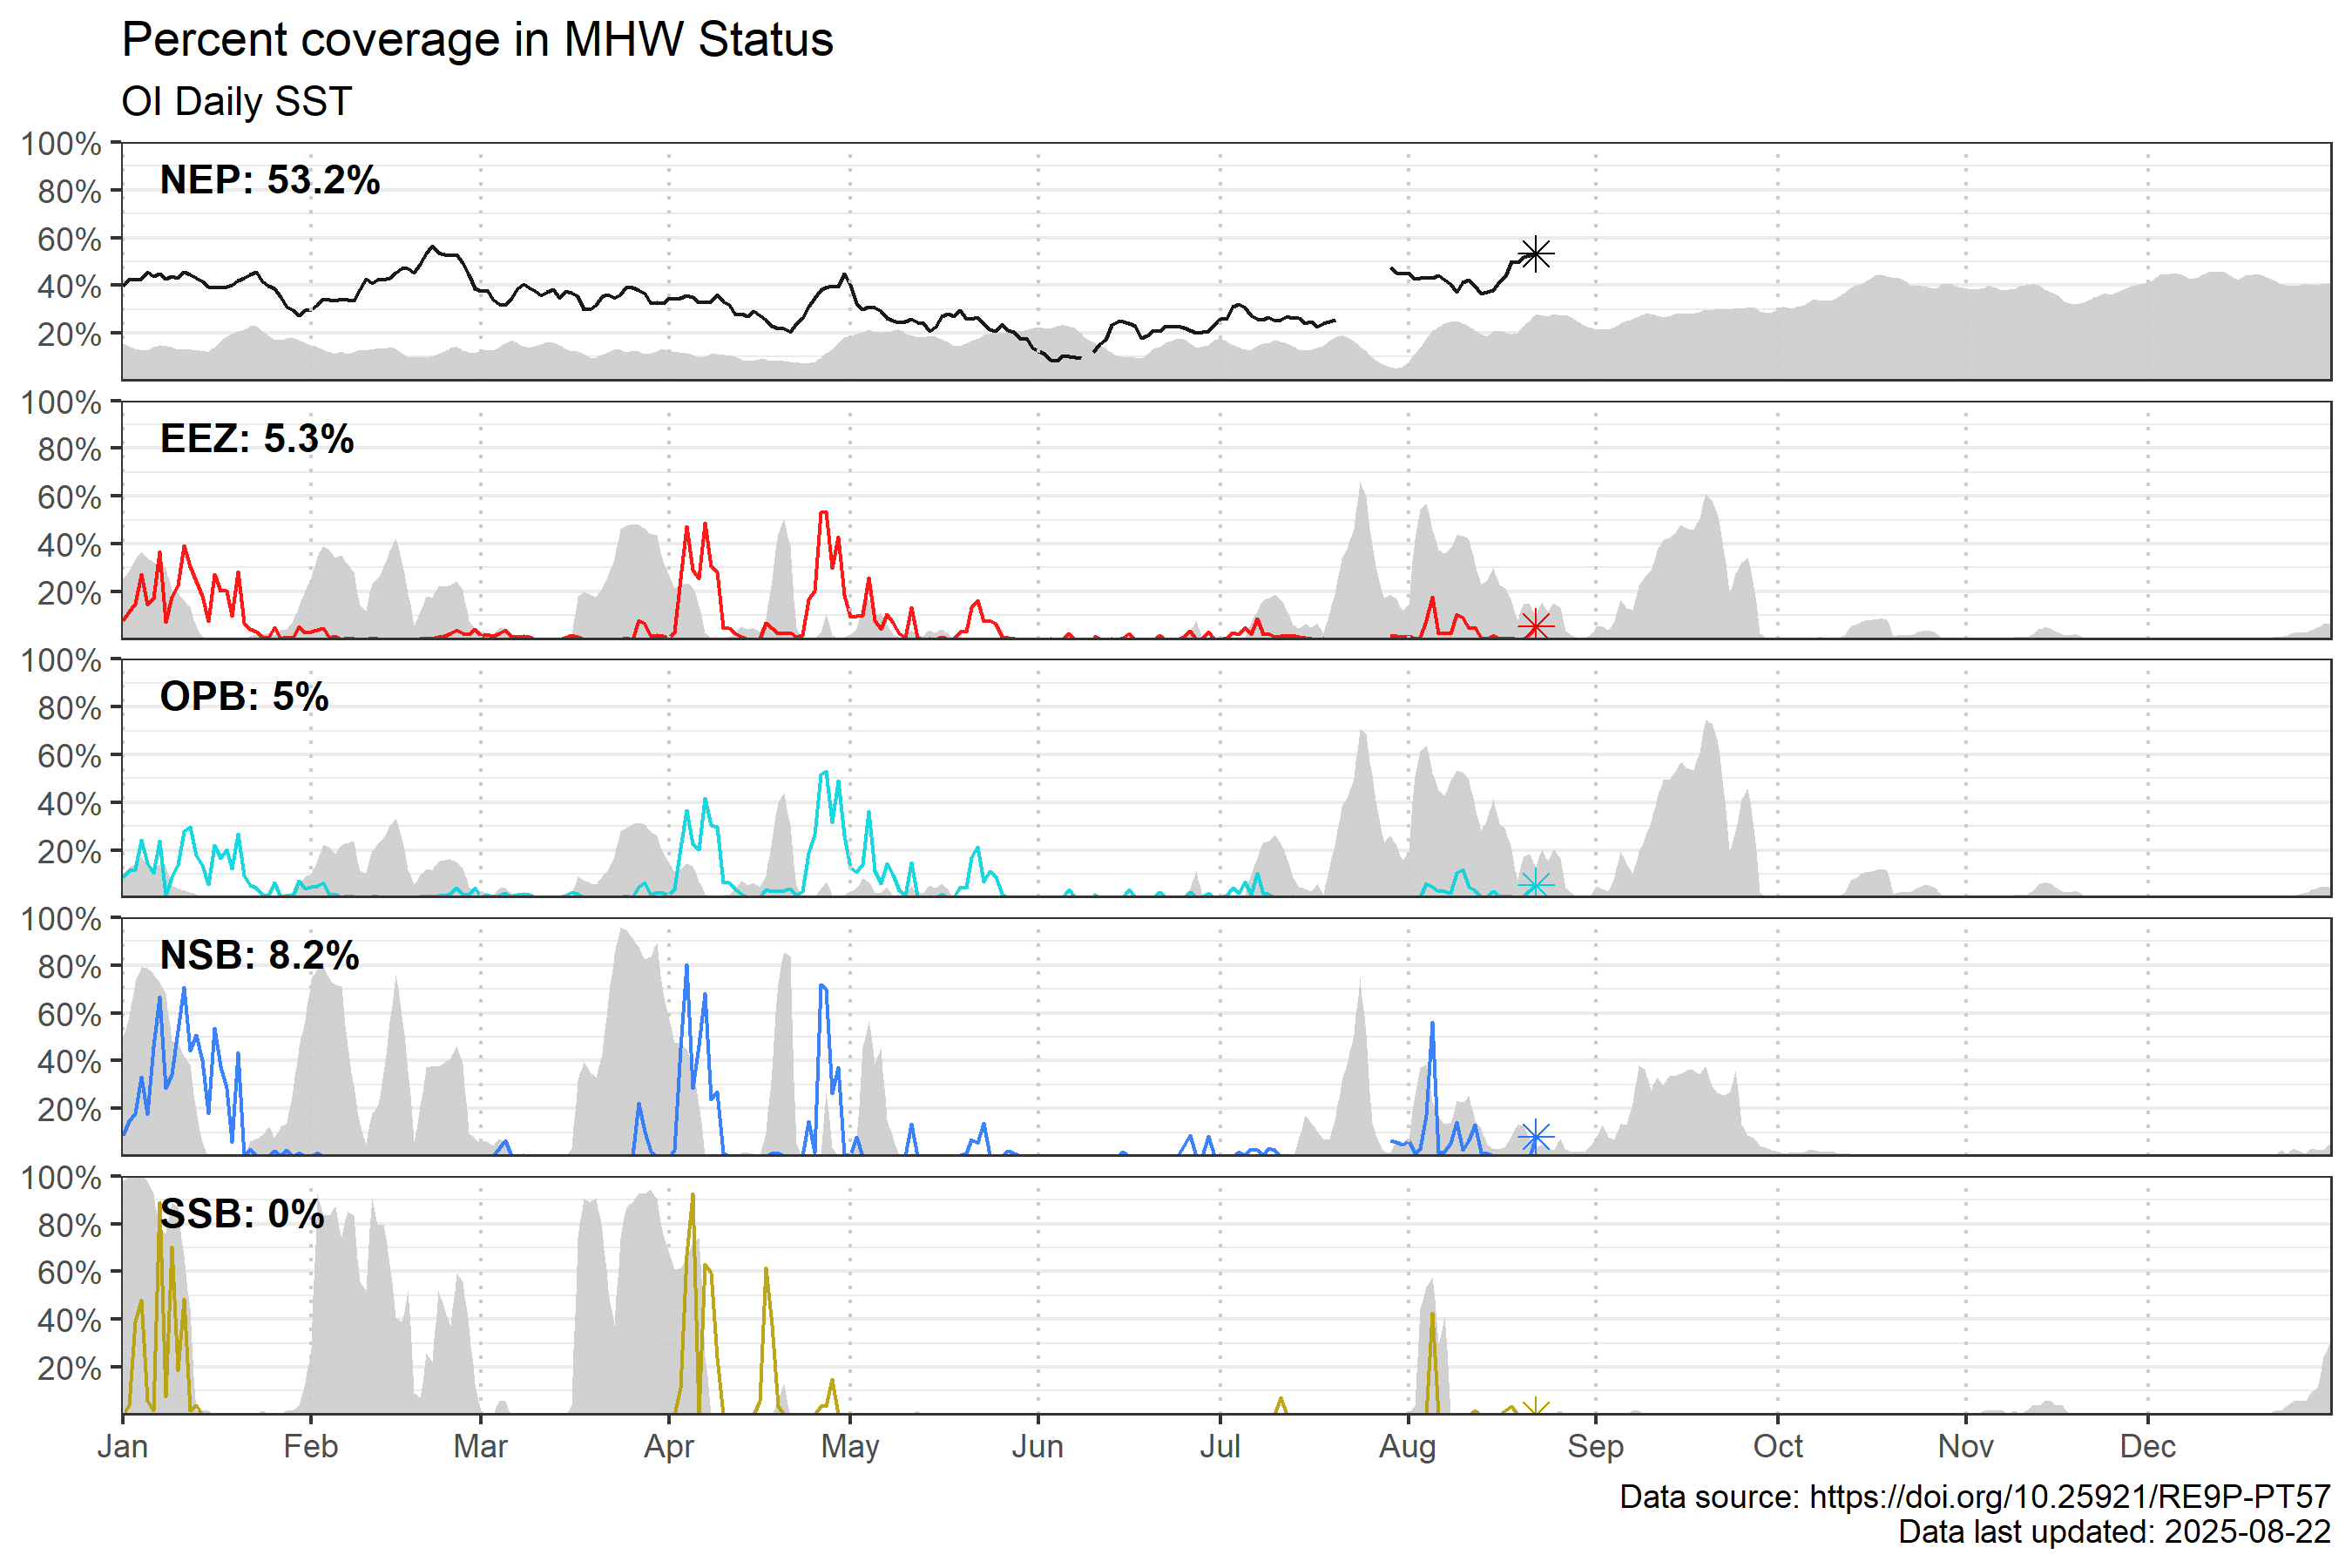 Percent coverage in MHW Status
OI Daily SST
100%
80%
60%
40%
20%
NEP: 53.2%
100%
80%
60%
40%
20%
EEZ: 5.3%
100%
80%
60%
40%
20%
OPB: 5%
100%
80%
60%
40%
20%
NSB: 8.2%
100%
80%
60%
40%
20%
SSB: 0%
Jan Feb Mar Apr May Jun Jul Aug Sep Oct Nov Dec
Data source: https://doi.org/10.25921/RE9P-PT57
Data last updated: 2025-08-22